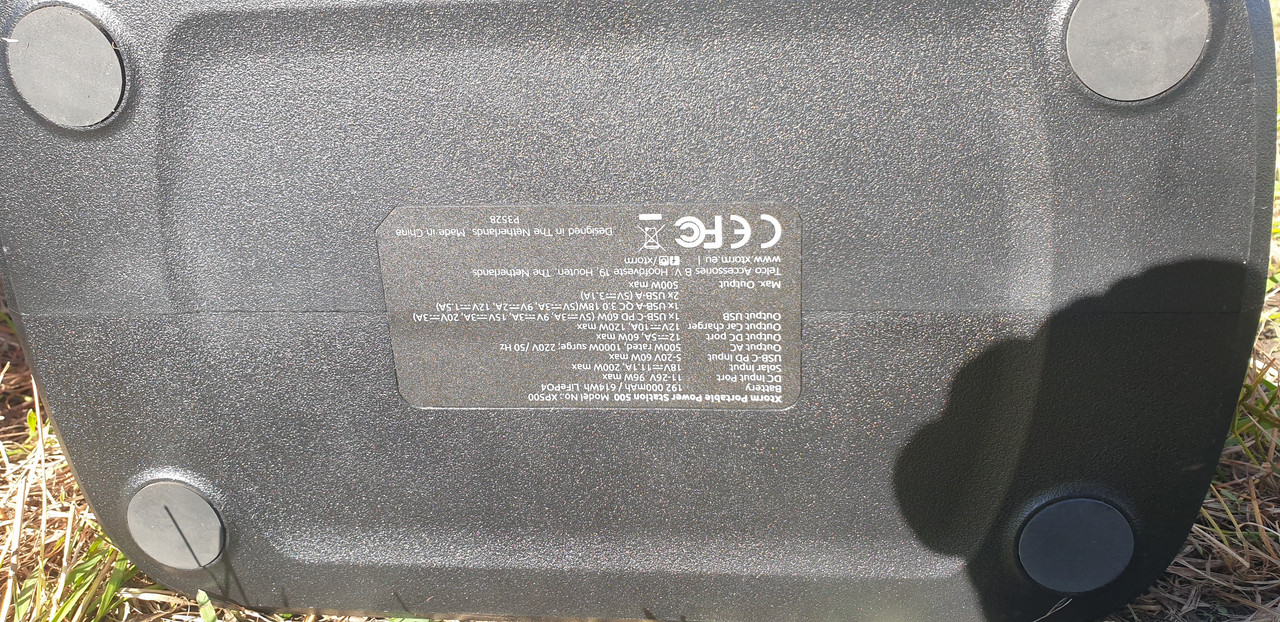 Xtorm Portable Power Station 500 Model No.: XP500
Battery 192.000mAh / 614Wh LiFePO4
DC Input Port 11-26V 96W max
Solar Input 18V⎓11.1A, 200W max
USB-C PD Input 5-20V 60W max
Output AC 500W rated, 1000W surge; 220V / 50 Hz
Output DC port 12⎓5A, 60W max
Output Car charger 12V⎓10A, 120W max
Output USB 1x USB-C PD 60W (5V⎓3A, 9V⎓3A, 15V⎓3A, 20V⎓3A)
1x USB-A QC 3.0 18W(5V⎓3A, 9V⎓2A, 12V⎓1.5A)
2x USB-A (5V⎓3.1A)
Max. Output 500W max
Telco Accessories B.V. Hoofdveste 19, Houten, The Netherlands
www.xtorm.eu | /xtorm
CE FC Designed in The Netherlands, Made in China
P3528